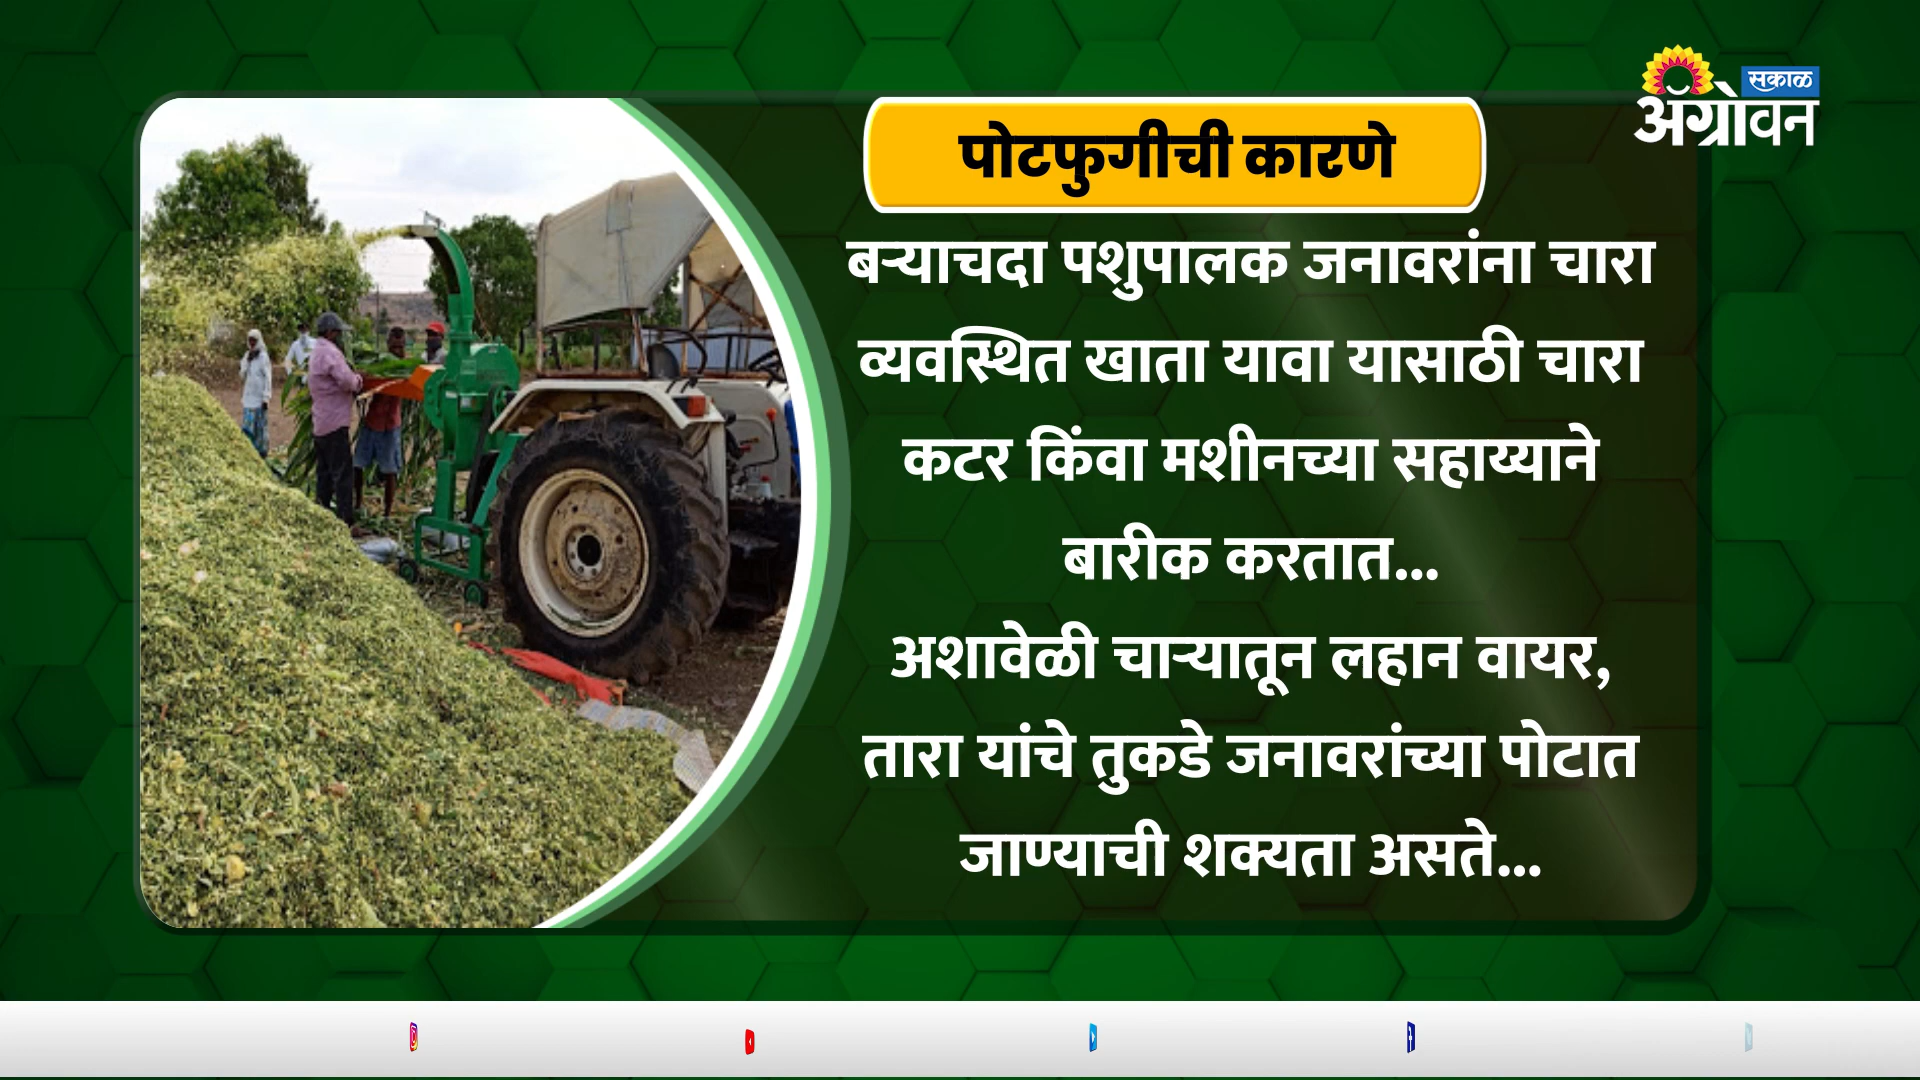 सकाळ
ॲग्रोवन
पोटफुगीची कारणे
बऱ्याचदा पशुपालक जनावरांना चारा
व्यवस्थित खाता यावा यासाठी चारा
कटर किंवा मशीनच्या सहाय्याने
बारीक करतात...
अशावेळी चाऱ्यातून लहान वायर,
तारा यांचे तुकडे जनावरांच्या पोटात
जाण्याची शक्यता असते...